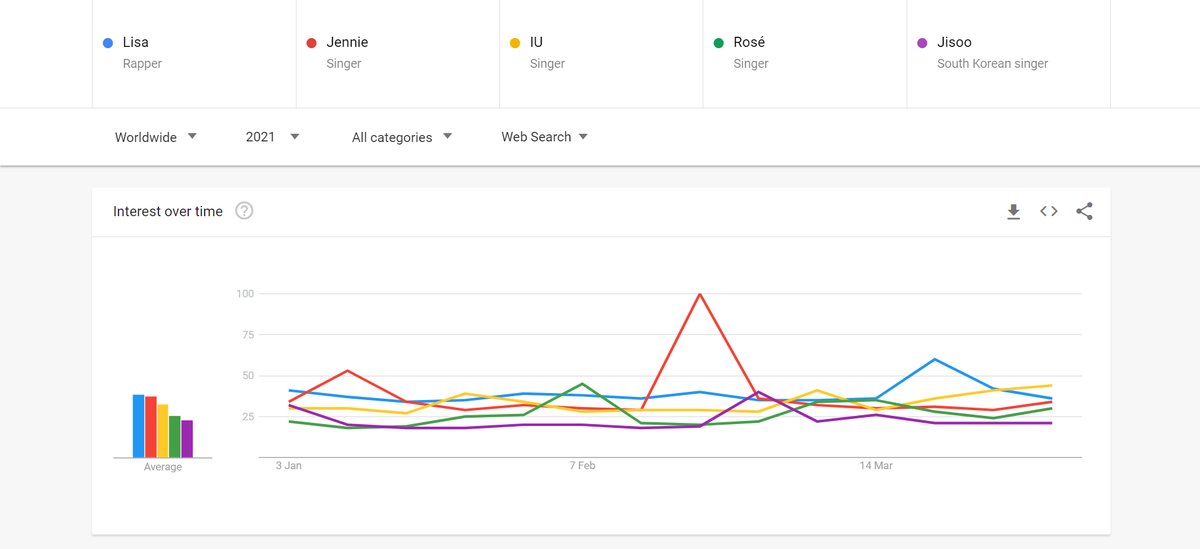 Lisa
Rapper
Jennie
Singer
IU
Singer
Rosé
Singer
Jisoo
South Korean singer
Worldwide
2021
All categories
Web Search
Interest over time
?
<>
100
75
50
25
Average
3 Jan
7 Feb
14 Mar